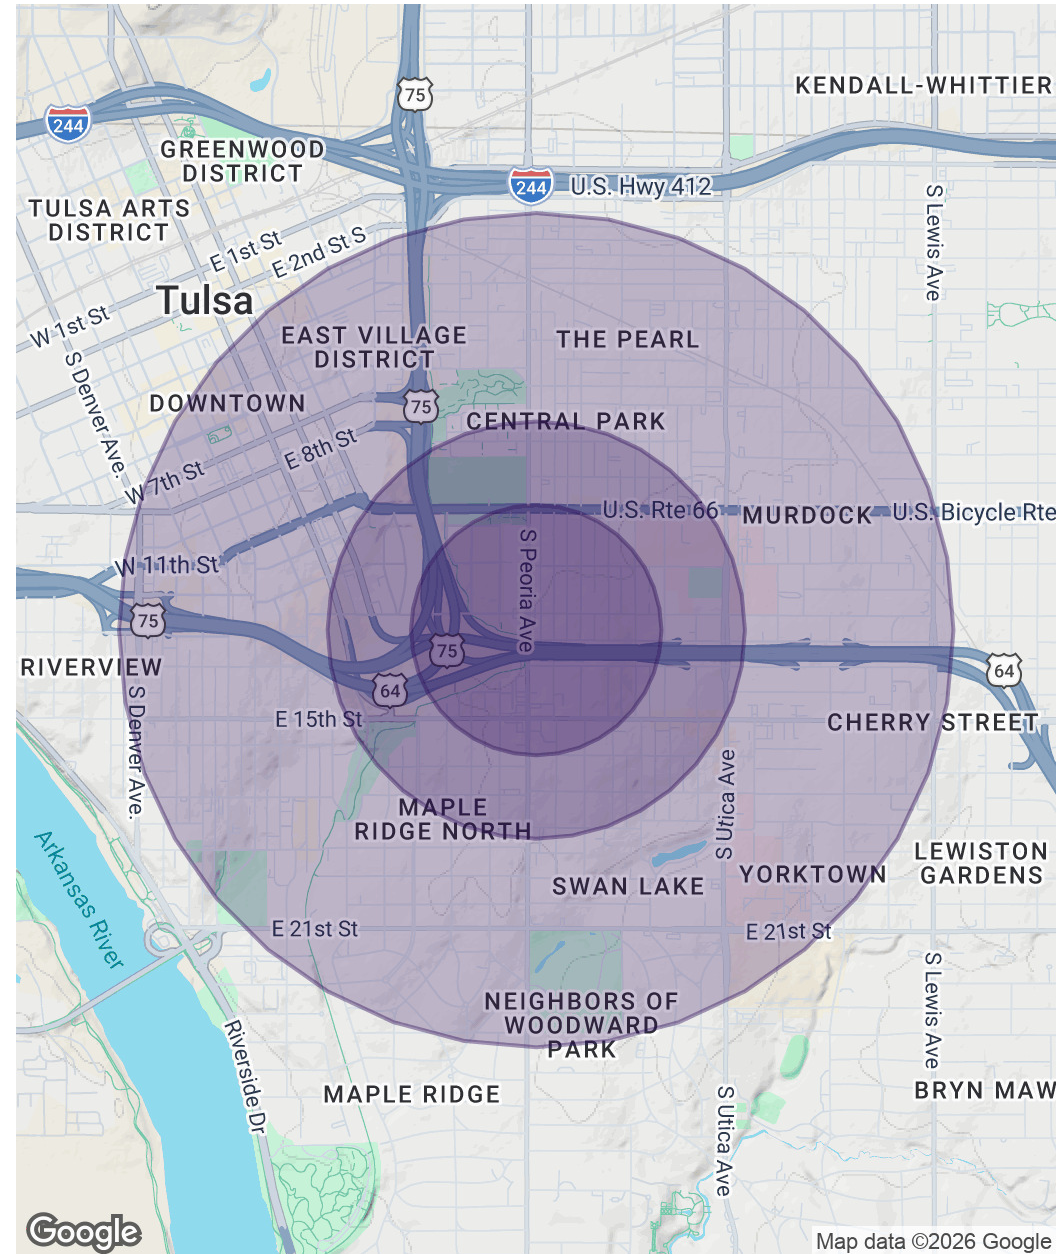 75
KENDALL-WHITTIER
244
GREENWOOD
DISTRICT
244
U.S. Hwy 412
TULSA ARTS
DISTRICT
S Lewis Ave
E 1st St
E 2nd St S
Tulsa
W 1st St
EAST VILLAGE
DISTRICT
THE PEARL
S Denver Ave.
DOWNTOWN
75
CENTRAL PARK
E 8th St
W 7th St
U.S. Rte 66
MURDOCK
U.S. Bicycle Rte
W 11th St
S Peoria Ave
75
75
RIVERVIEW
64
64
S Denver Ave.
E 15th St
CHERRY STREET
S Utica Ave
MAPLE
RIDGE NORTH
Arkansas River
SWAN LAKE
YORKTOWN
LEWISTON
GARDENS
E 21st St
E 21st St
S Lewis Ave
NEIGHBORS OF
WOODWARD
PARK
Riverside Dr
MAPLE RIDGE
S Utica Ave
BRYN MAW
Google
Map data ©2026 Google